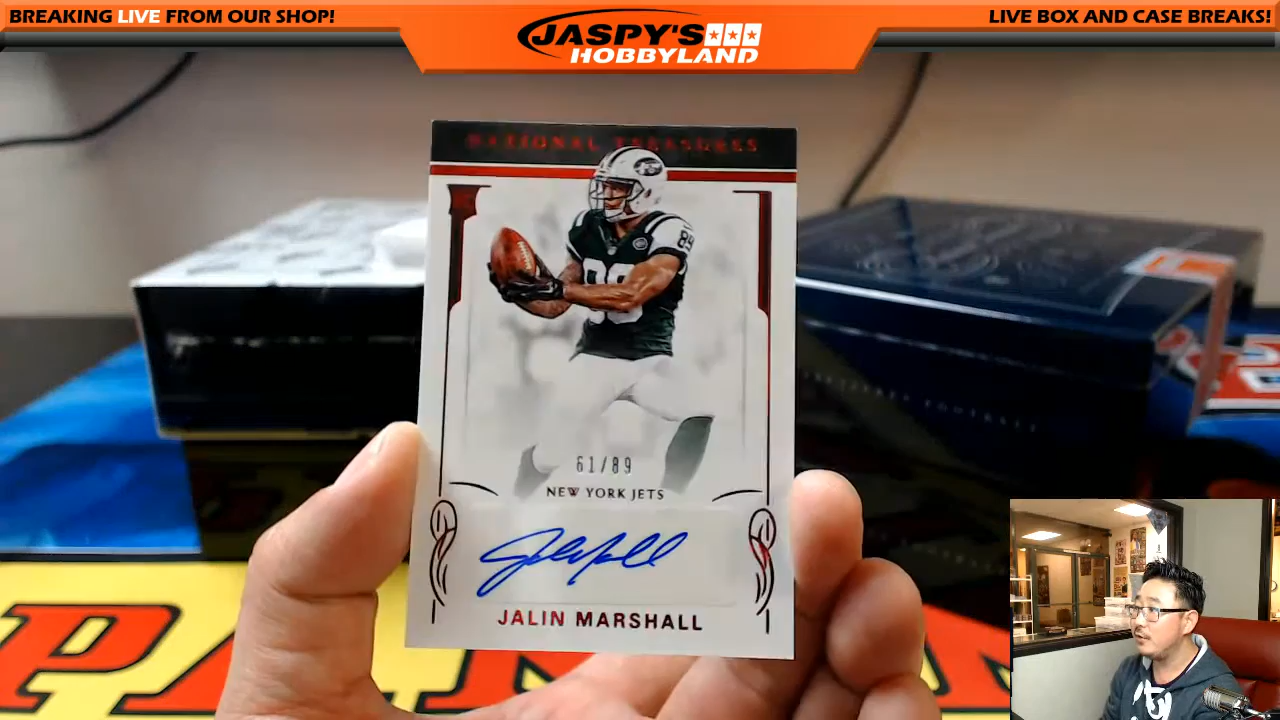 BREAKING LIVE FROM OUR SHOP!
JASPY'S
HOBBYLAND
LIVE BOX AND CASE BREAKS!
NATIONAL TREASURES
89
61/89
NEW YORK JETS
JALIN MARSHALL